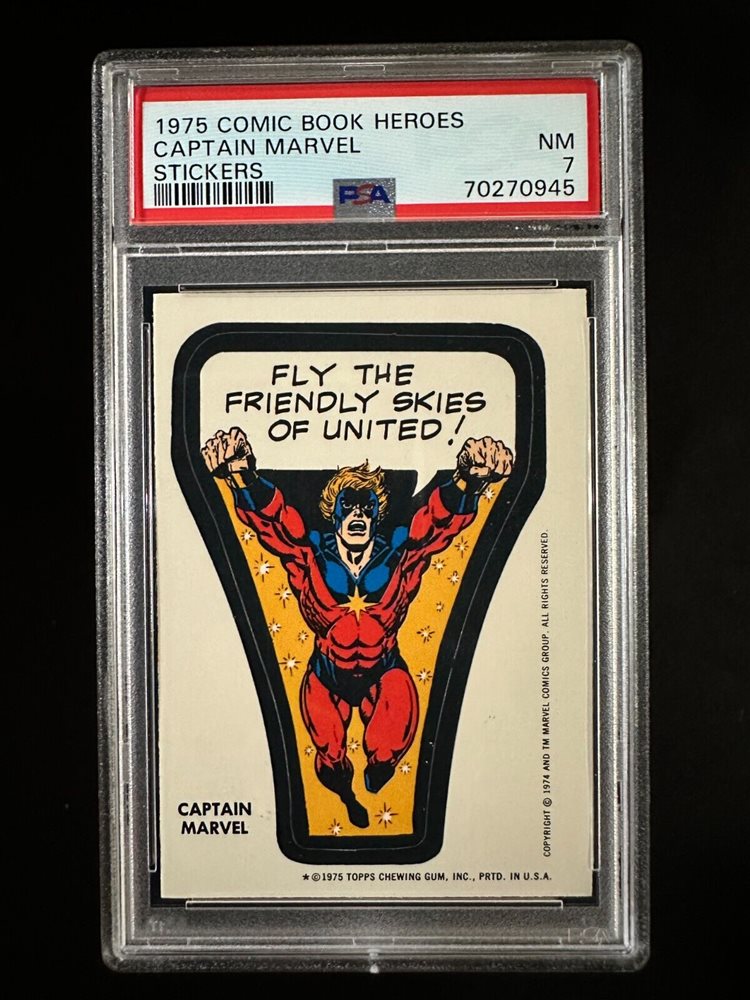 1975 COMIC BOOK HEROES
CAPTAIN MARVEL
STICKERS
NM
7
70270945
PSA
FLY THE
FRIENDLY SKIES
OF UNITED!
CAPTAIN
MARVEL
COPYRIGHT © 1974 AND TM MARVEL COMICS GROUP. ALL RIGHTS RESERVED.
★ © 1975 TOPPS CHEWING GUM, INC., PRTD. IN U.S.A.
PSA